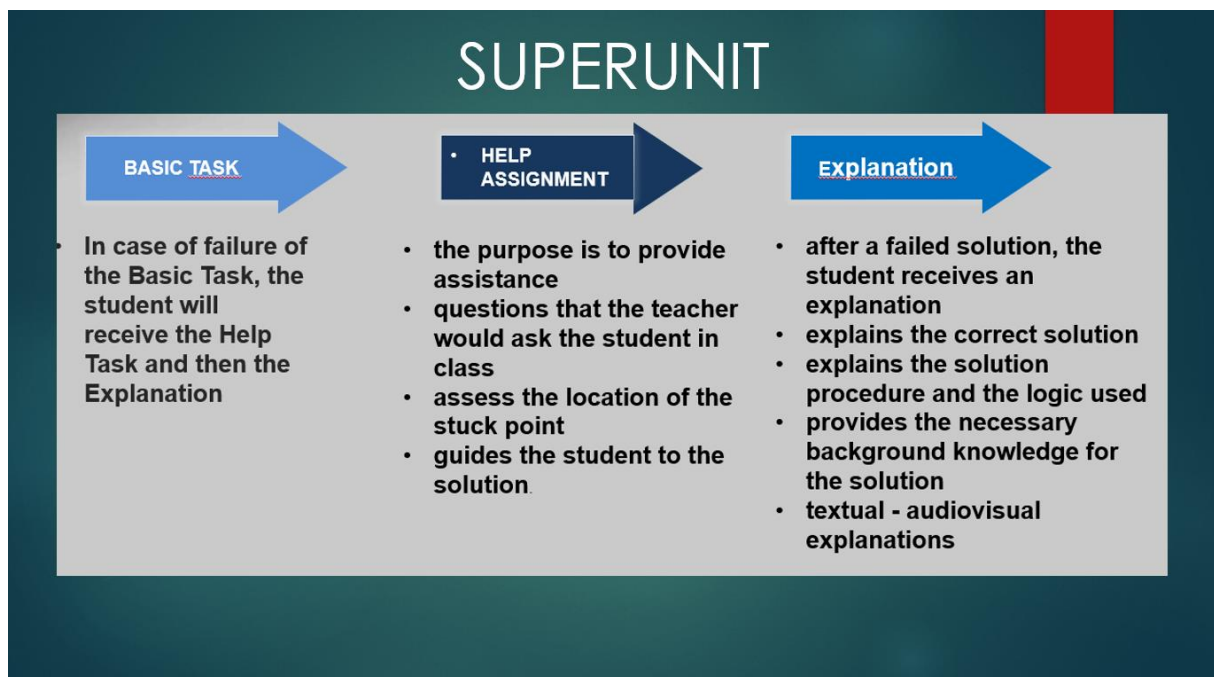 SUPERUNIT
BASIC TASK
• In case of failure of
the Basic Task, the
student will
receive the Help
Task and then the
Explanation
• HELP
ASSIGNMENT
• the purpose is to provide
assistance
• questions that the teacher
would ask the student in
class
• assess the location of the
stuck point
• guides the student to the
solution.
Explanation
• after a failed solution, the
student receives an
explanation
• explains the correct solution
• explains the solution
procedure and the logic used
• provides the necessary
background knowledge for
the solution
• textual - audiovisual
explanations